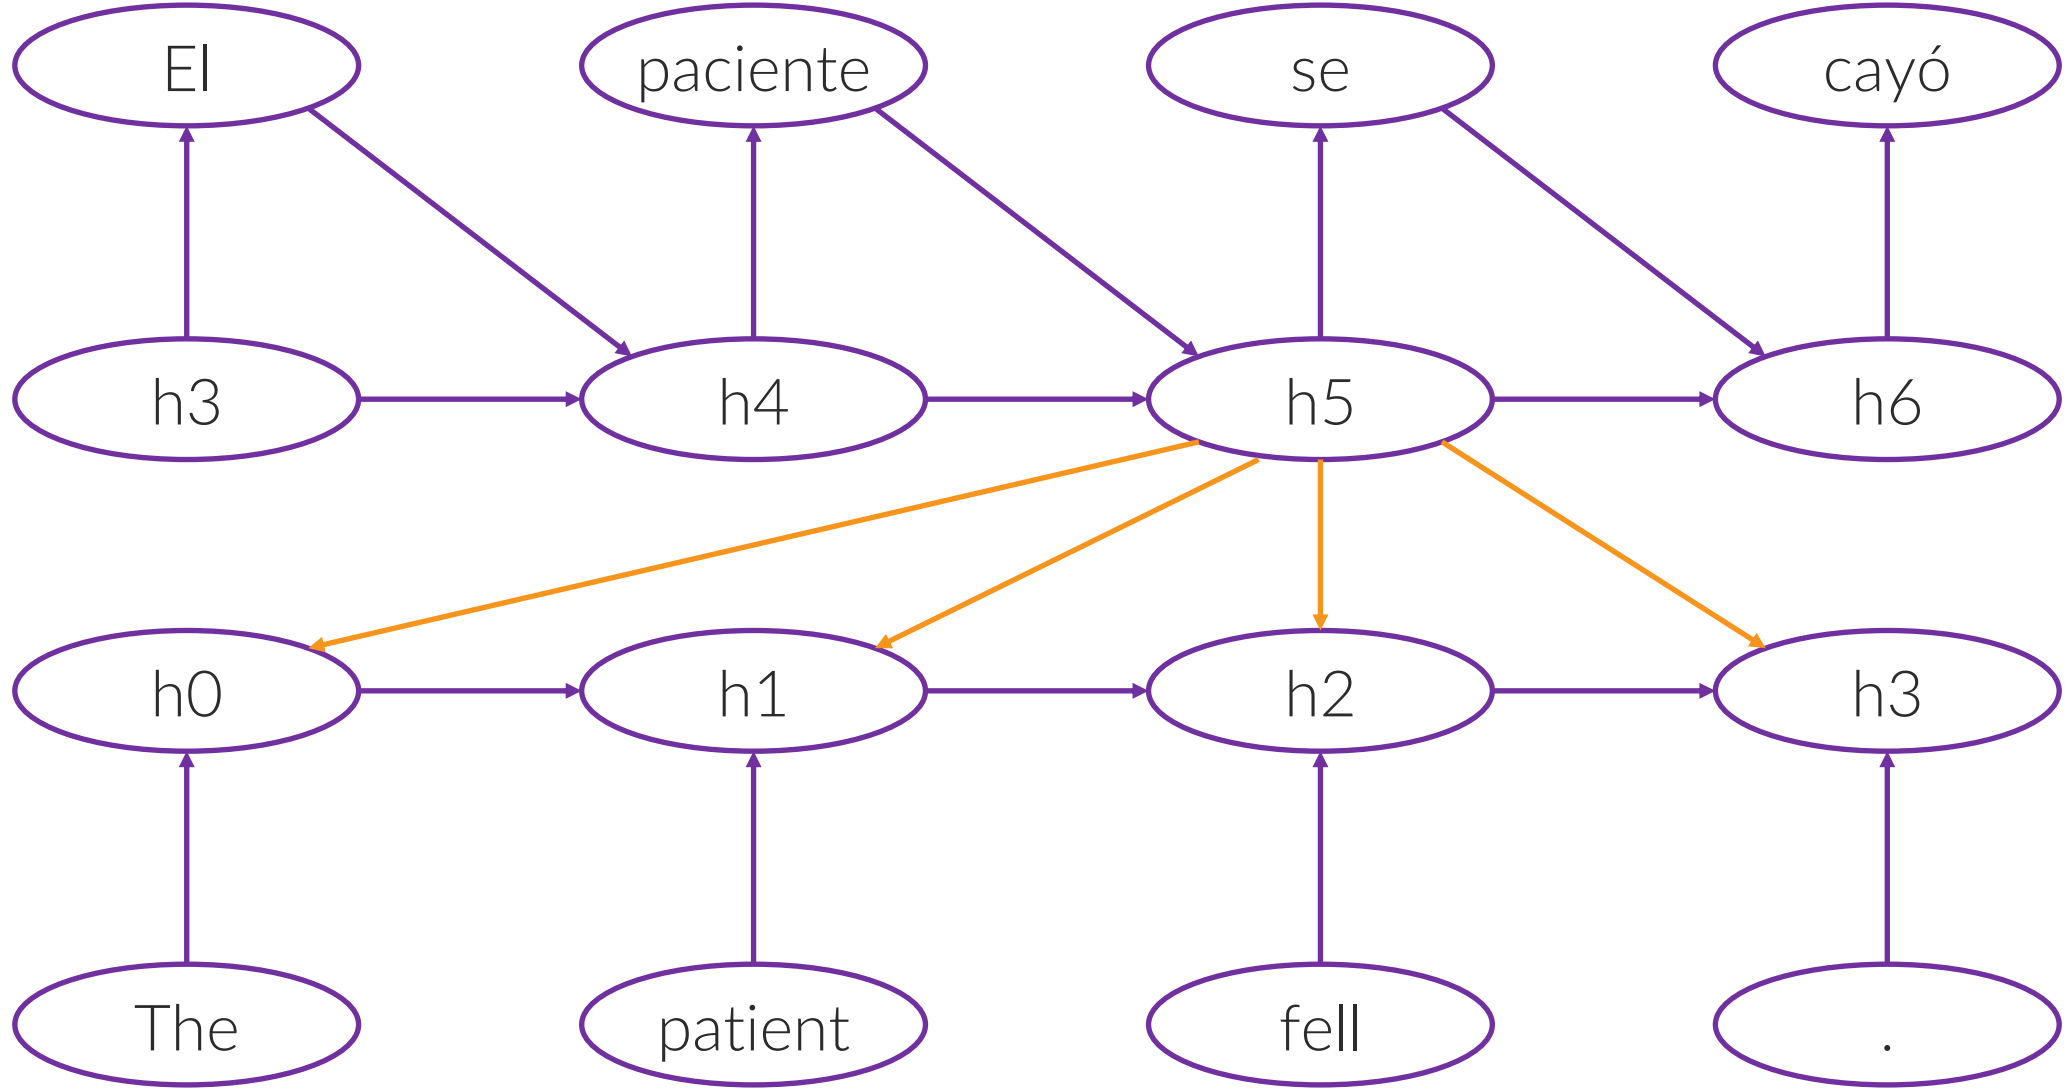 El paciente se cayó
h3 h4 h5 h6
h0 h1 h2 h3
The patient fell .